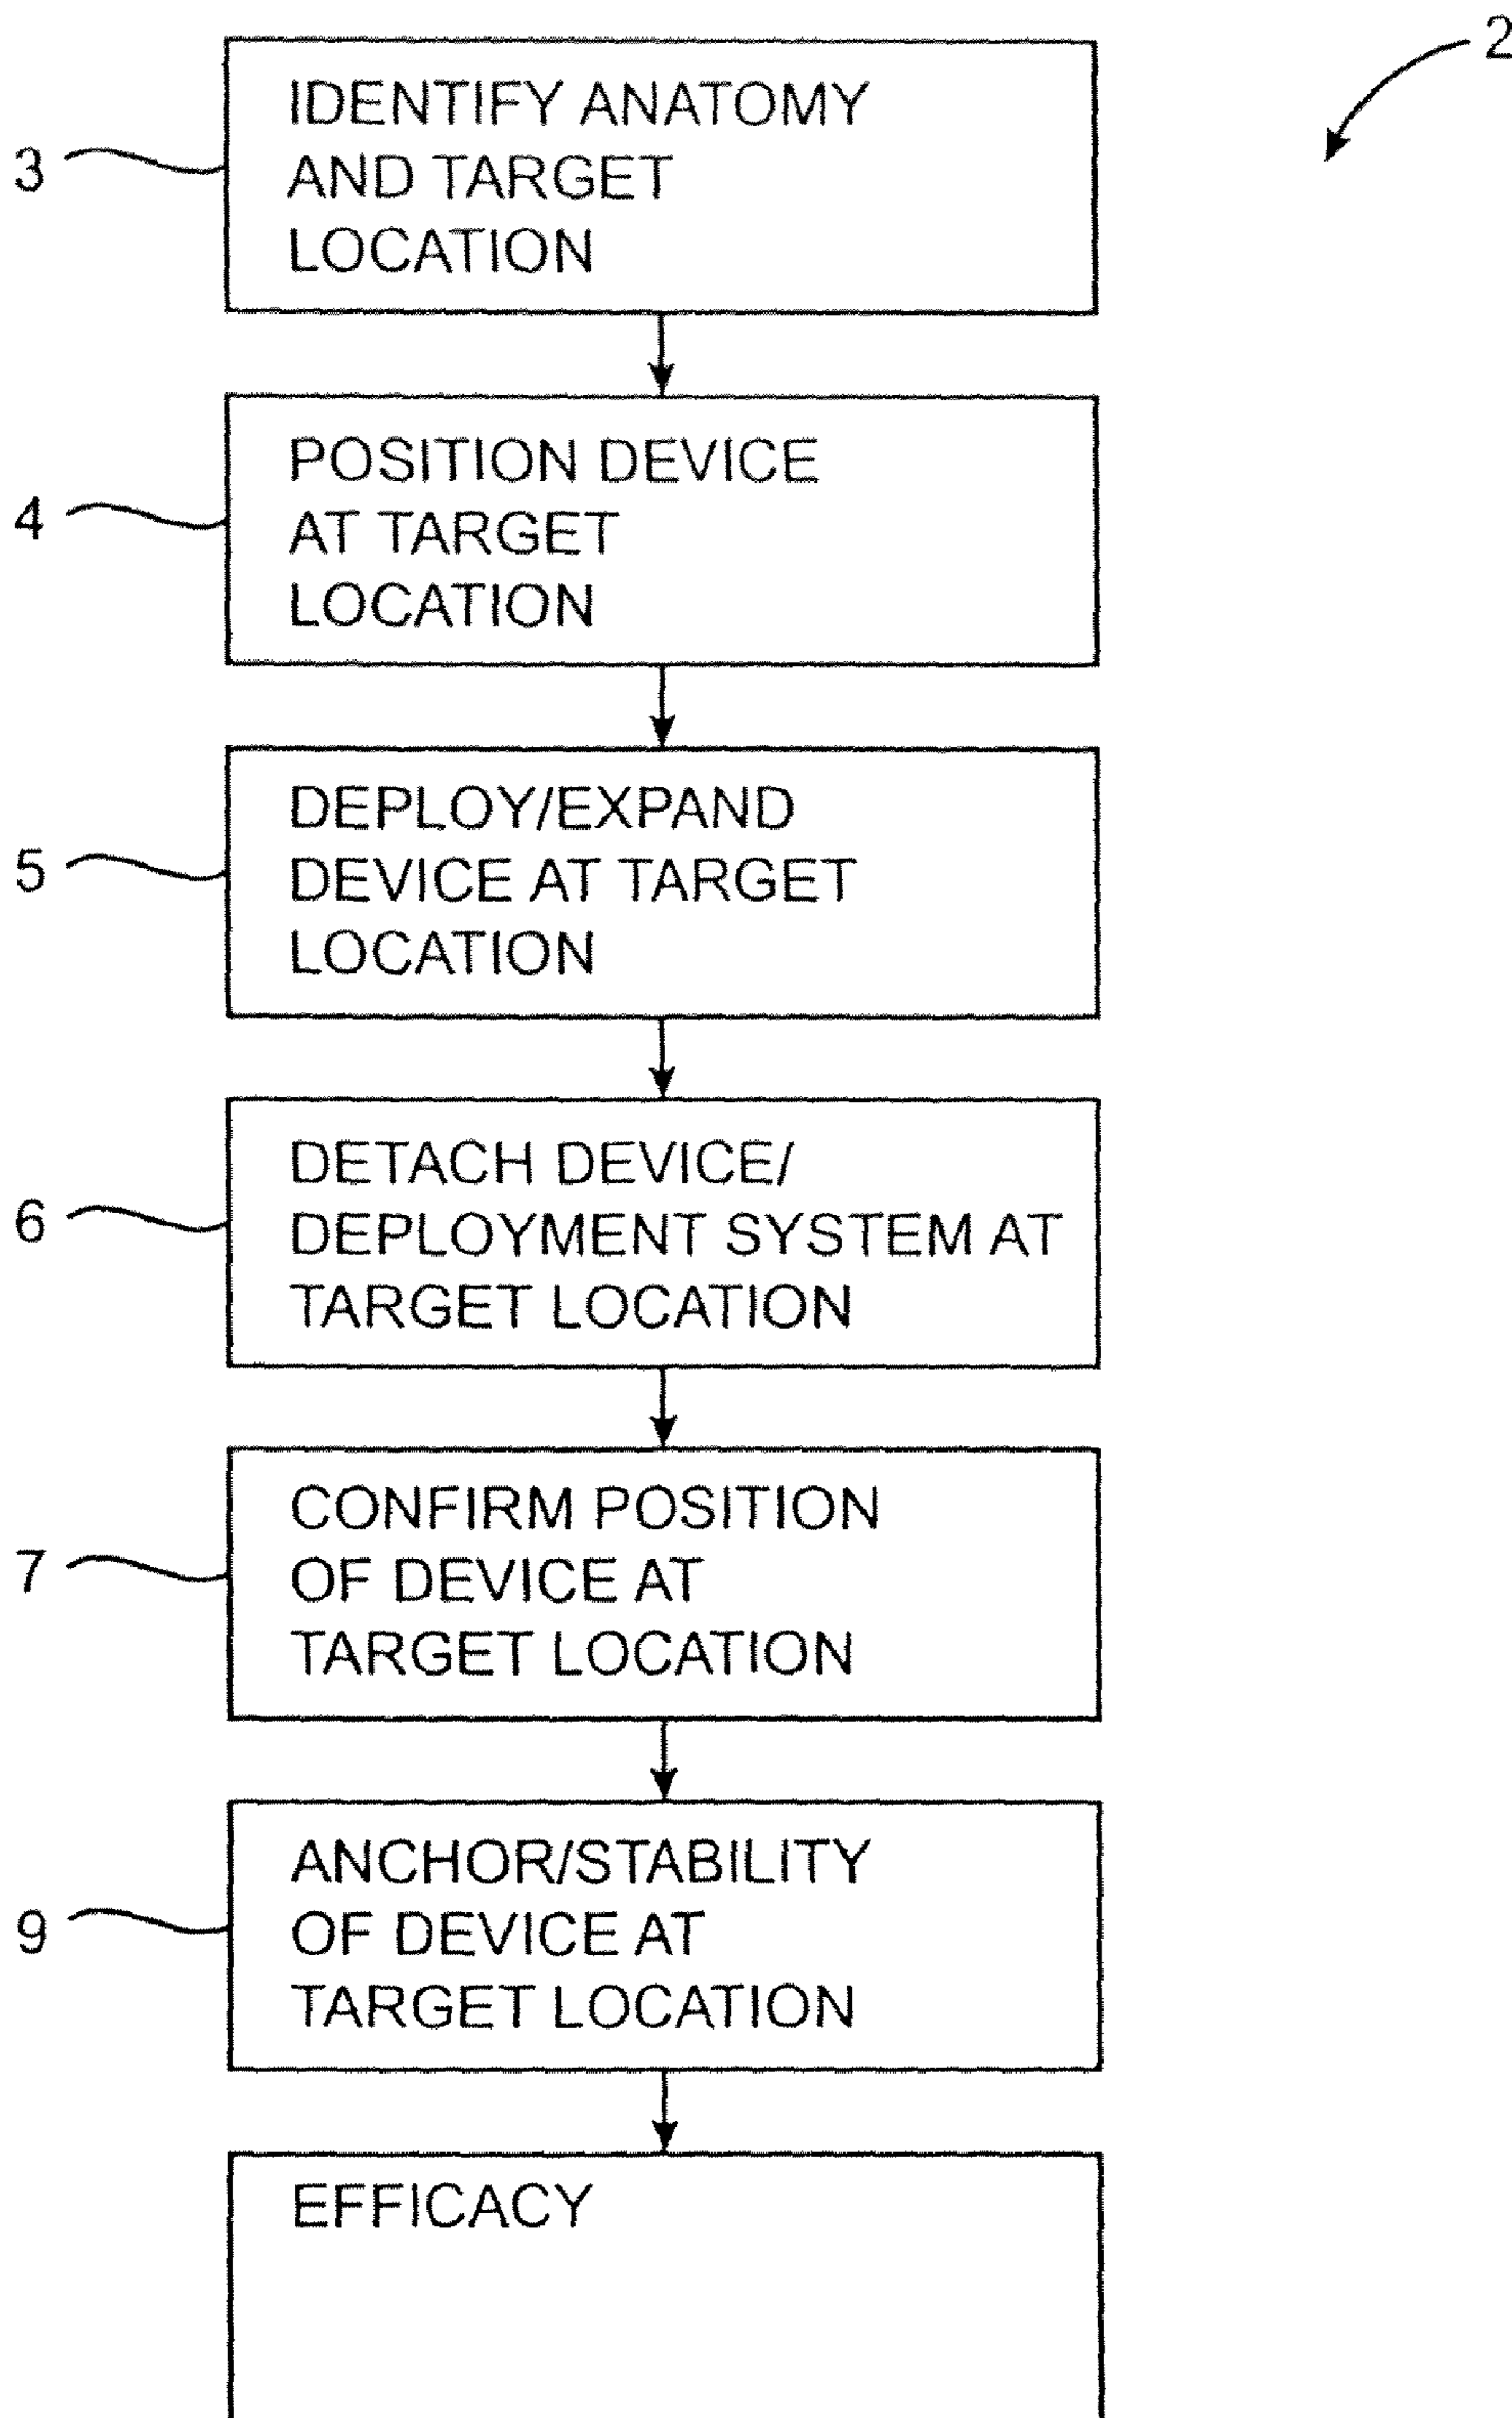 2
3
IDENTIFY ANATOMY
AND TARGET
LOCATION
4
POSITION DEVICE
AT TARGET
LOCATION
5
DEPLOY/EXPAND
DEVICE AT TARGET
LOCATION
6
DETACH DEVICE/
DEPLOYMENT SYSTEM AT
TARGET LOCATION
7
CONFIRM POSITION
OF DEVICE AT
TARGET LOCATION
9
ANCHOR/STABILITY
OF DEVICE AT
TARGET LOCATION
EFFICACY